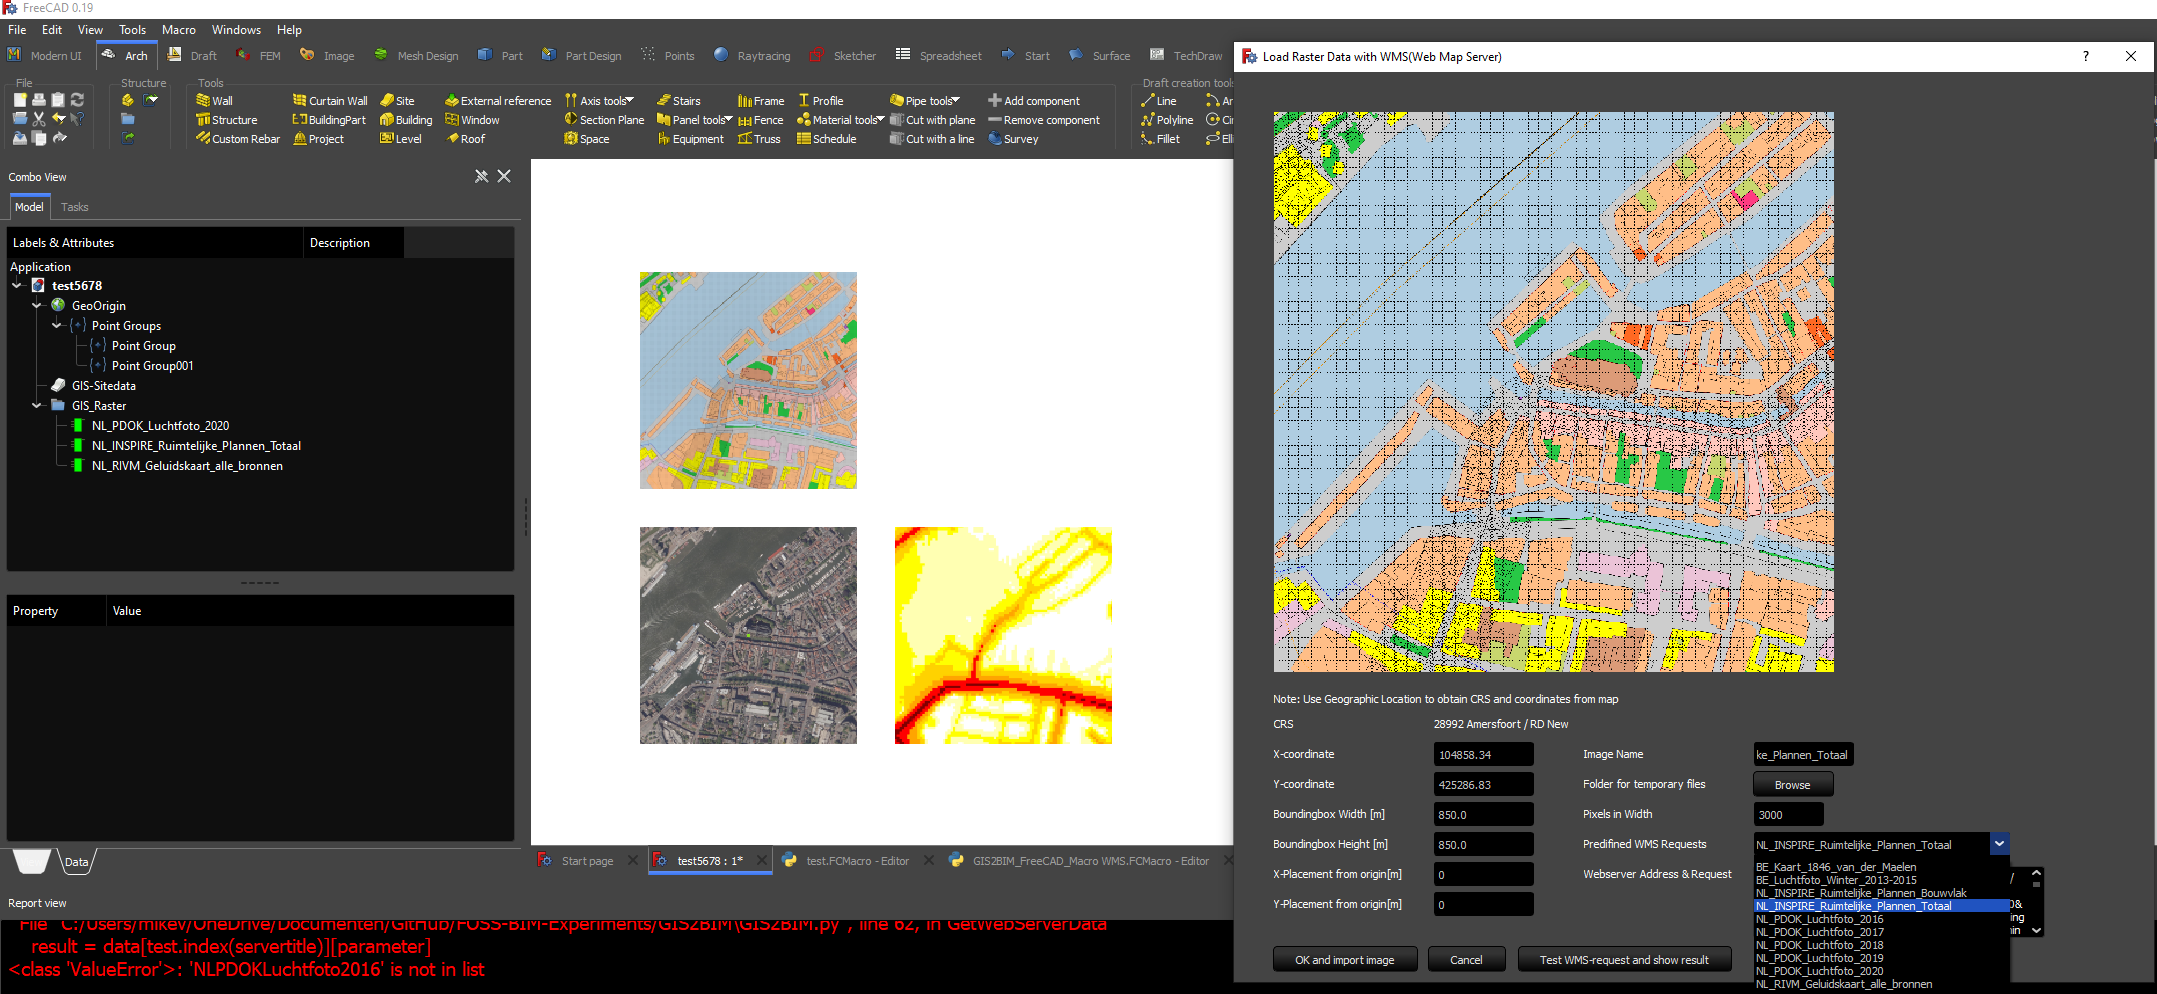 FreeCAD 0.19
File Edit View Tools Macro Windows Help
Modern UI Arch Draft FEM Image Mesh Design Part Part Design Points Raytracing Sketcher Spreadsheet Start Surface TechDraw
File Structure Tools Draft creation tools
Wall Curtain Wall Site External reference Axis tools Stairs Frame Profile Pipe tools Add component Line
Structure BuildingPart Building Window Section Plane Panel tools Fence Material tools Cut with plane Remove component Polyline
Custom Rebar Project Level Roof Space Equipment Truss Schedule Cut with a line Survey Fillet
Combo View
Model Tasks
Labels & Attributes Description
Application
test5678
GeoOrigin
Point Groups
Point Group
Point Group001
GIS-Sitedata
GIS_Raster
NL_PDOK_Luchtfoto_2020
NL_INSPIRE_Ruimtelijke_Plannen_Totaal
NL_RIVM_Geluidskaart_alle_bronnen
Property Value
Data
Start page test5678 : 1* test.FCMacro - Editor GIS2BIM_FreeCAD_Macro WMS.FCMacro - Editor
Report view
File "C:/Users/mikev/OneDrive/Documenten/GitHub/FOSS-BIM-Experiments/GIS2BIM\GIS2BIM.py", line 62, in GetWebServerData
result = data[test.index(servertitle)][parameter]
<class 'ValueError'>: 'NLPDOKLuchtfoto2016' is not in list
Load Raster Data with WMS(Web Map Server)
?
Note: Use Geographic Location to obtain CRS and coordinates from map
CRS 28992 Amersfoort / RD New
X-coordinate 104858.34 Image Name ke_Plannen_Totaal
Y-coordinate 425286.83 Folder for temporary files Browse
Boundingbox Width [m] 850.0 Pixels in Width 3000
Boundingbox Height [m] 850.0 Predifined WMS Requests NL_INSPIRE_Ruimtelijke_Plannen_Totaal
X-Placement from origin[m] 0 Webserver Address & Request
Y-Placement from origin[m] 0
BE_Kaart_1846_van_der_Maelen
BE_Luchtfoto_Winter_2013-2015
NL_INSPIRE_Ruimtelijke_Plannen_Bouwvlak
NL_INSPIRE_Ruimtelijke_Plannen_Totaal
NL_PDOK_Luchtfoto_2016
NL_PDOK_Luchtfoto_2017
NL_PDOK_Luchtfoto_2018
NL_PDOK_Luchtfoto_2019
NL_PDOK_Luchtfoto_2020
NL_RIVM_Geluidskaart_alle_bronnen
OK and import image Cancel Test WMS-request and show result